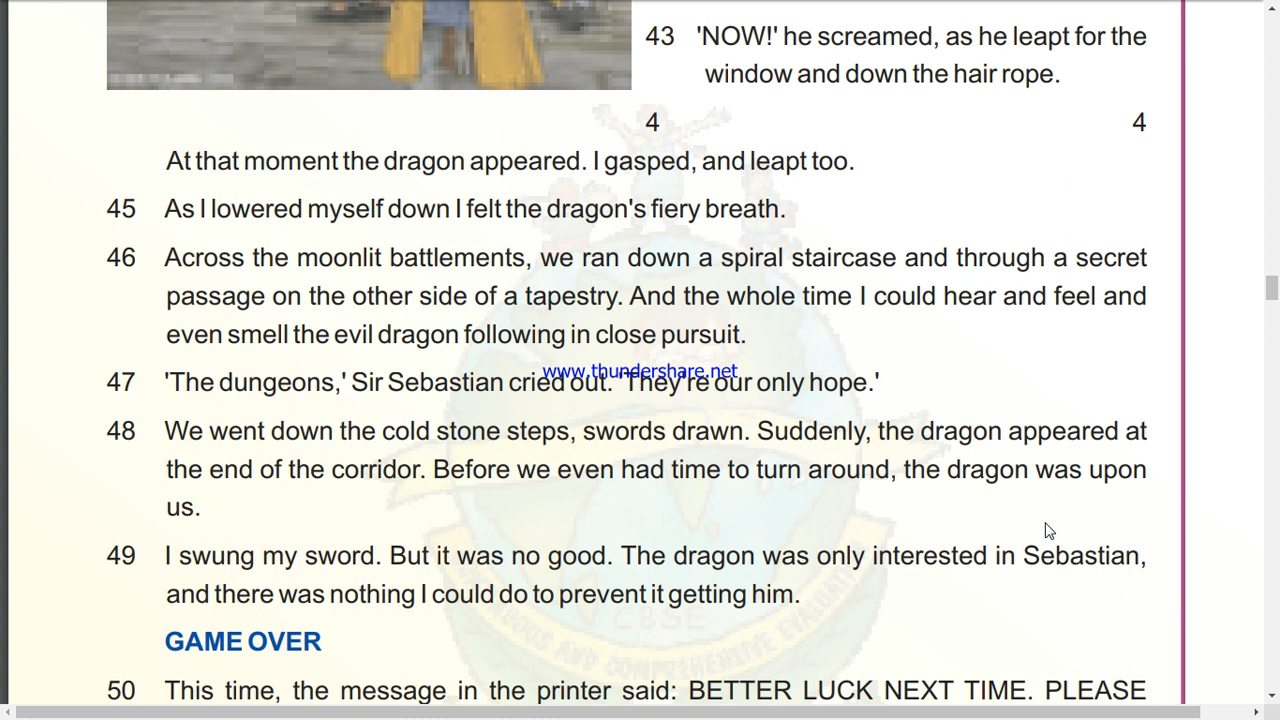 43 'NOW!' he screamed, as he leapt for the
window and down the hair rope.
4 4
At that moment the dragon appeared. I gasped, and leapt too.
45 As I lowered myself down I felt the dragon's fiery breath.
46 Across the moonlit battlements, we ran down a spiral staircase and through a secret
passage on the other side of a tapestry. And the whole time I could hear and feel and
even smell the evil dragon following in close pursuit.
www.thundershare.net
47 'The dungeons,' Sir Sebastian cried out. 'They're our only hope.'
48 We went down the cold stone steps, swords drawn. Suddenly, the dragon appeared at
the end of the corridor. Before we even had time to turn around, the dragon was upon
us.
49 I swung my sword. But it was no good. The dragon was only interested in Sebastian,
and there was nothing I could do to prevent it getting him.
CBSE
GAME OVER
50 This time, the message in the printer said: BETTER LUCK NEXT TIME. PLEASE